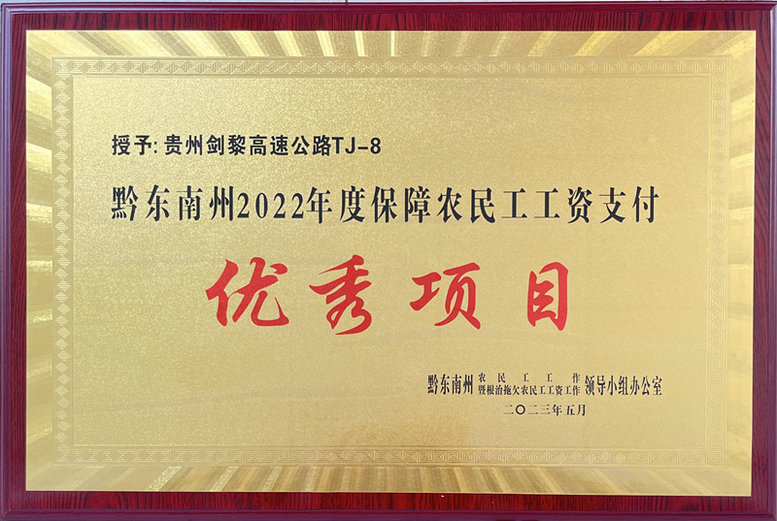 授予: 贵州剑黎高速公路TJ-8
黔东南州2022年度保障农民工工资支付
优秀项目
黔东南州 农民工工作 暨根治拖欠农民工工资工作 领导小组办公室
二〇二三年五月